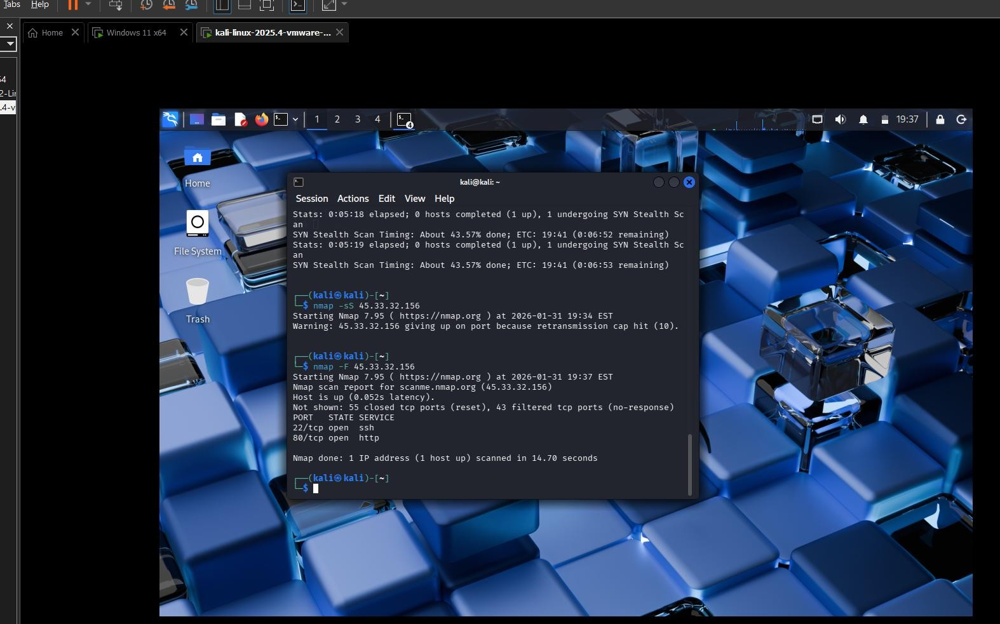 Tabs Help
Home
Windows 11 x64
kali-linux-2025.4-vmware-...
1 2 3 4
4
19:37
Home
File System
Trash
kali@kali: ~
Session Actions Edit View Help
Stats: 0:05:18 elapsed; 0 hosts completed (1 up), 1 undergoing SYN Stealth Sc
an
SYN Stealth Scan Timing: About 43.57% done; ETC: 19:41 (0:06:52 remaining)
Stats: 0:05:19 elapsed; 0 hosts completed (1 up), 1 undergoing SYN Stealth Sc
an
SYN Stealth Scan Timing: About 43.57% done; ETC: 19:41 (0:06:53 remaining)
┌──(kali㉿kali)-[~]
└─$ nmap -sS 45.33.32.156
Starting Nmap 7.95 ( https://nmap.org ) at 2026-01-31 19:34 EST
Warning: 45.33.32.156 giving up on port because retransmission cap hit (10).
┌──(kali㉿kali)-[~]
└─$ nmap -F 45.33.32.156
Starting Nmap 7.95 ( https://nmap.org ) at 2026-01-31 19:37 EST
Nmap scan report for scanme.nmap.org (45.33.32.156)
Host is up (0.052s latency).
Not shown: 55 closed tcp ports (reset), 43 filtered tcp ports (no-response)
PORT   STATE SERVICE
22/tcp open  ssh
80/tcp open  http
Nmap done: 1 IP address (1 host up) scanned in 14.70 seconds
┌──(kali㉿kali)-[~]
└─$